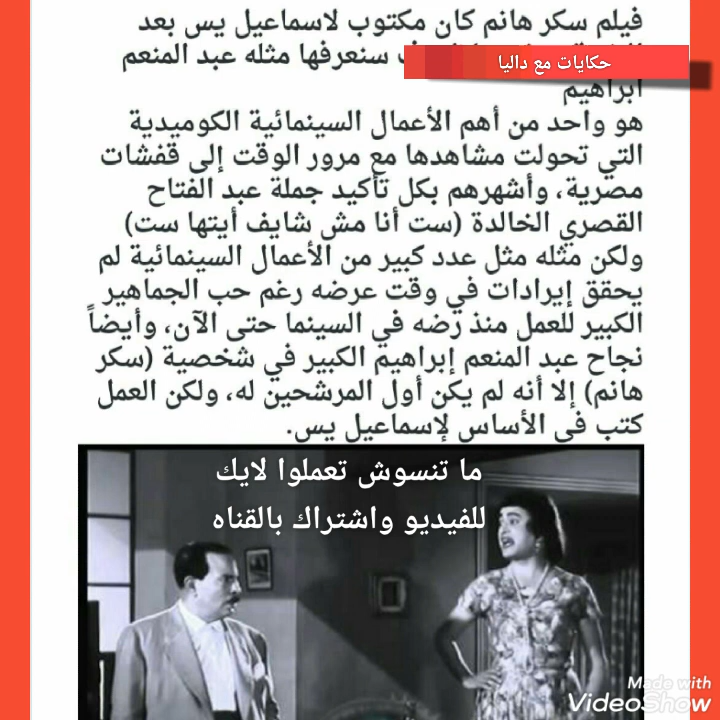 فيلم سكر هانم كان مكتوب لاسماعيل يس بعد
سنعرفها مثله عبد المنعم
حكايات مع داليا
ابراهيم
هو واحد من أهم الأعمال السينمائية الكوميدية
التي تحولت مشاهدها مع مرور الوقت إلى قفشات
مصرية، وأشهرهم بكل تأكيد جملة عبد الفتاح
القصري الخالدة (ست أنا مش شايف أيتها ست)
ولكن مثله مثل عدد كبير من الأعمال السينمائية لم
يحقق إيرادات في وقت عرضه رغم حب الجماهير
الكبير للعمل منذ رضه في السينما حتى الآن، وأيضاً
نجاح عبد المنعم إبراهيم الكبير في شخصية (سكر
هانم) إلا أنه لم يكن أول المرشحين له، ولكن العمل
كتب في الأساس لإسماعيل يس.
ما تنسوش تعملوا لايك
للفيديو واشتراك بالقناه
Made with
VideoShow